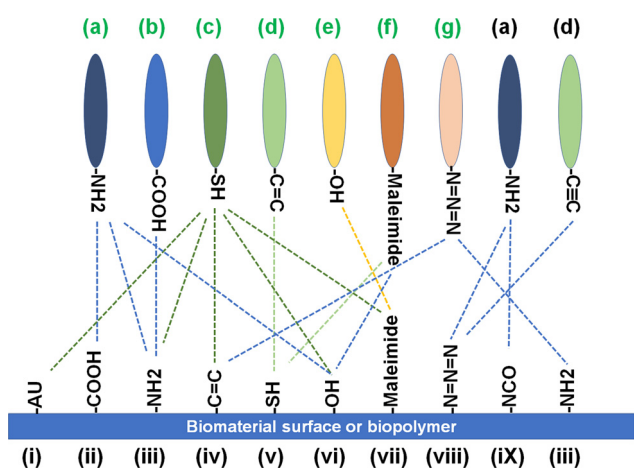 (a) (b) (c) (d) (e) (f) (g) (a) (d)
-NH2
-COOH
-SH
-C=C
-OH
-Maleimide
-N=N=N
-NH2
-C≡C
-AU
-COOH
-NH2
-C=C
-SH
-OH
-Maleimide
-N=N=N
-NCO
-NH2
Biomaterial surface or biopolymer
(i) (ii) (iii) (iv) (v) (vi) (vii) (viii) (iX) (iii)